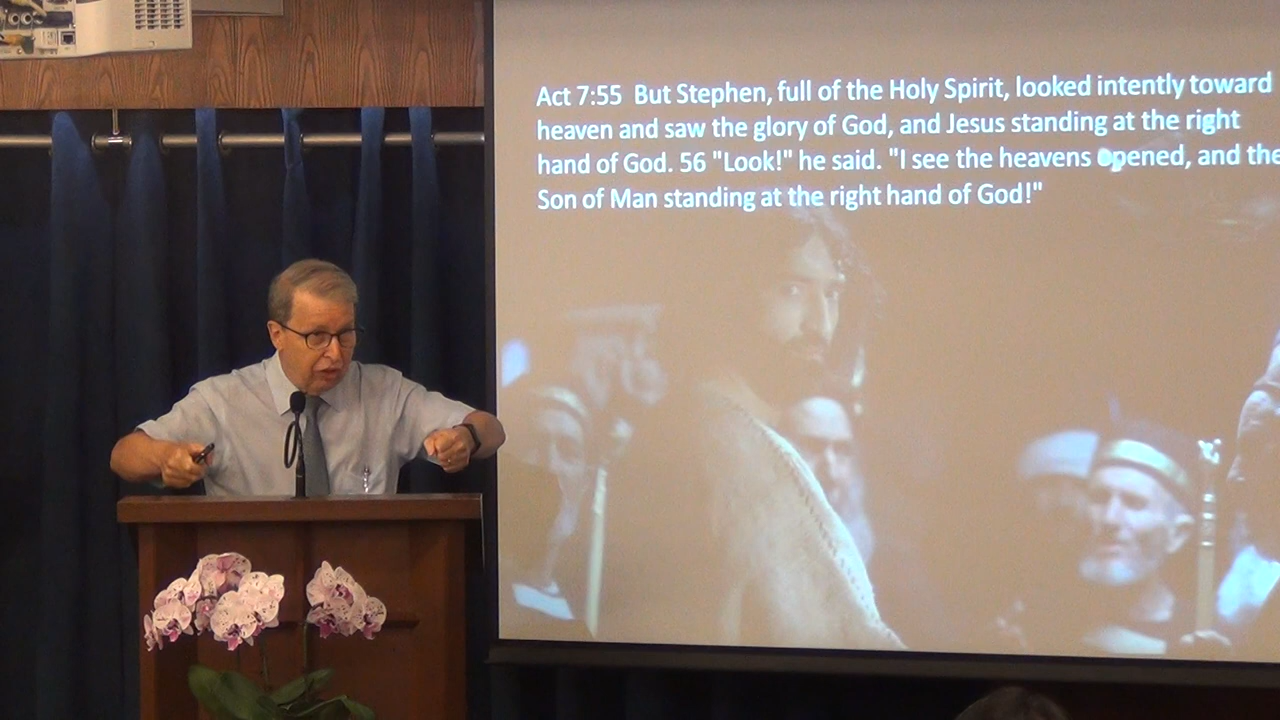 Act 7:55 But Stephen, full of the Holy Spirit, looked intently toward
heaven and saw the glory of God, and Jesus standing at the right
hand of God. 56 "Look!" he said. "I see the heavens opened, and the
Son of Man standing at the right hand of God!"